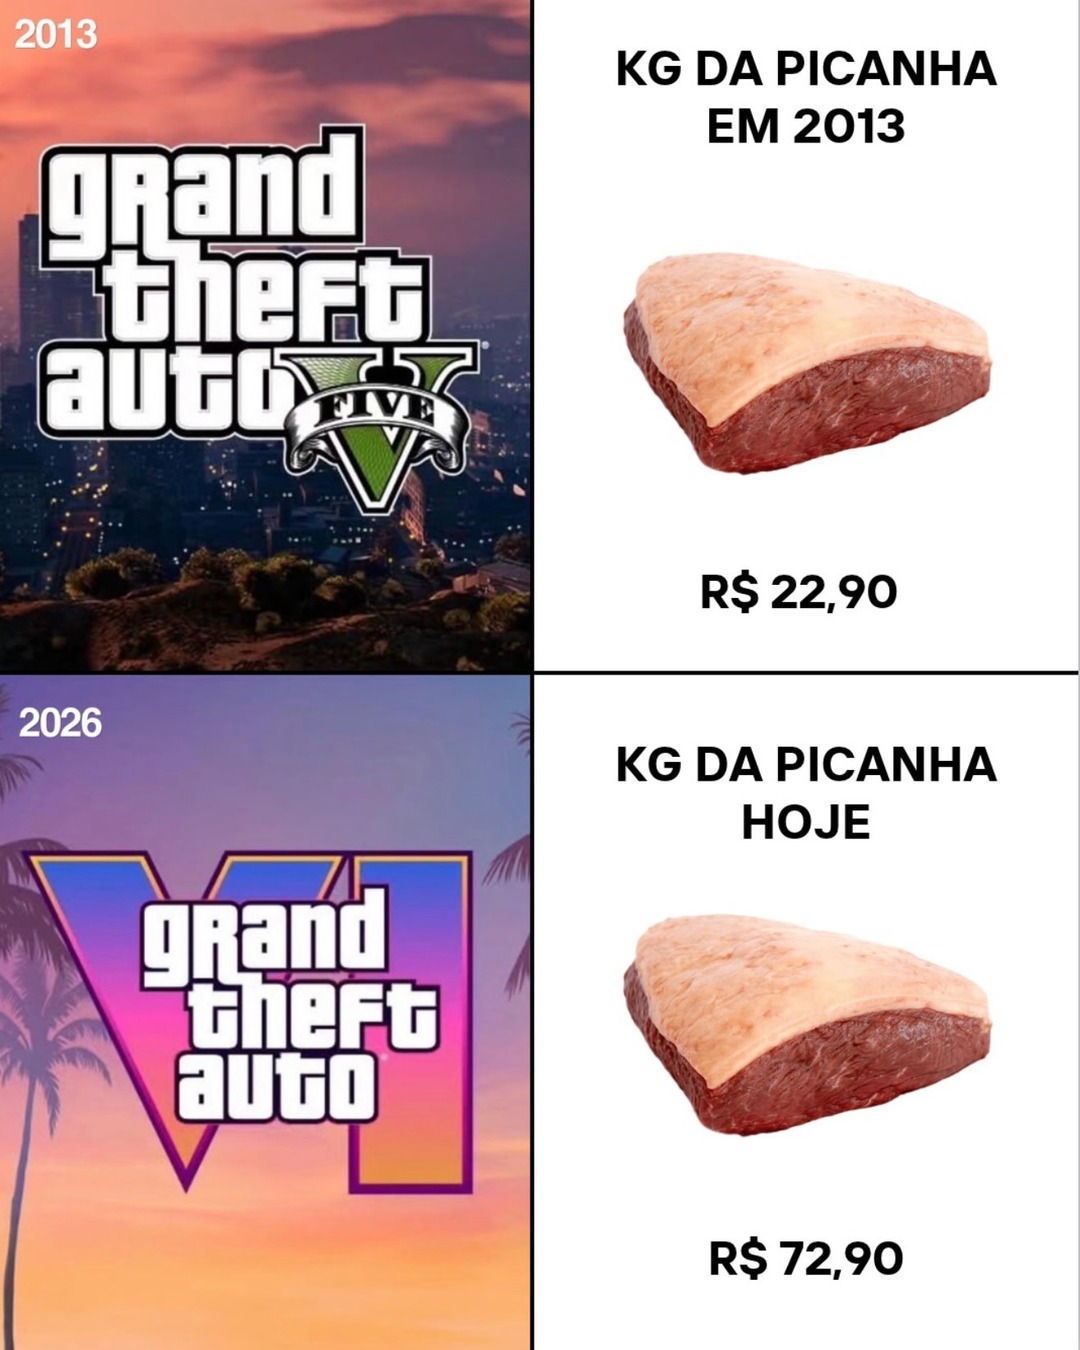 2013
grand
theft
auto
FIVE
KG DA PICANHA
EM 2013
R$ 22,90
2026
VI
grand
theft
auto
KG DA PICANHA
HOJE
R$ 72,90